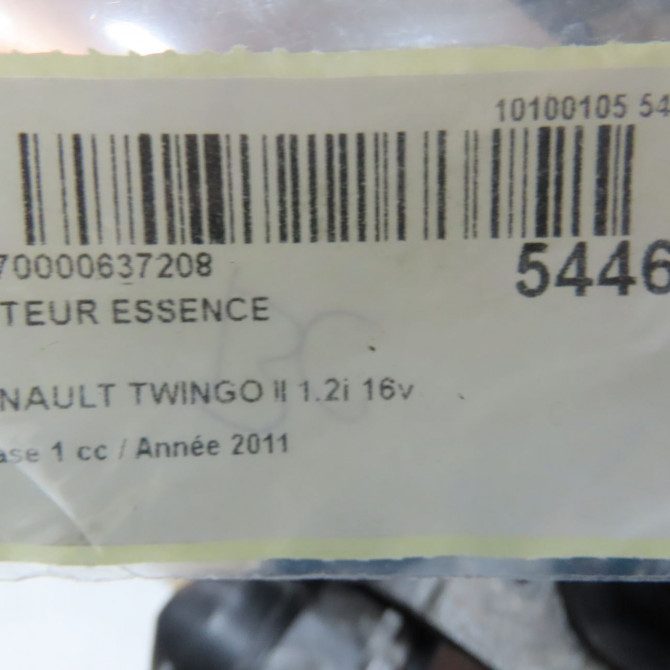 10100105 54
70000637208
5446
TEUR ESSENCE
NAULT TWINGO II 1.2i 16v
ase 1 cc / Année 2011